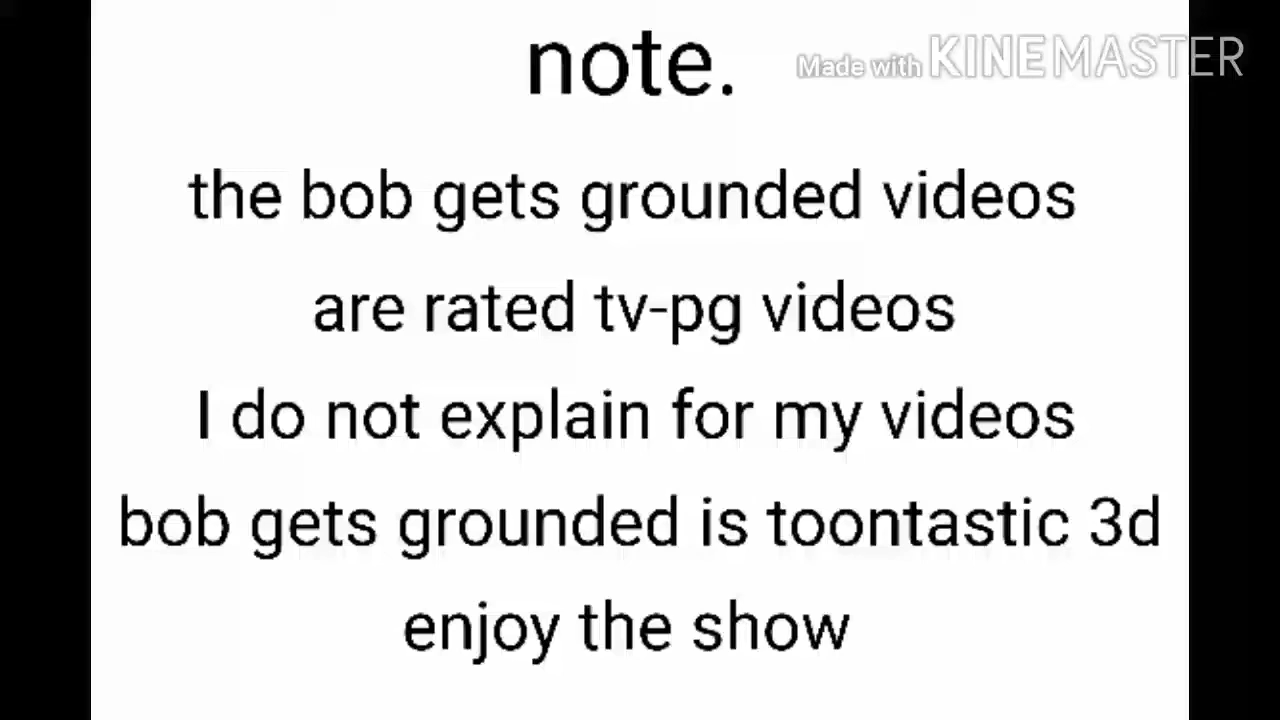 note.
Made with KINEMASTER
the bob gets grounded videos
are rated tv-pg videos
I do not explain for my videos
bob gets grounded is toontastic 3d
enjoy the show